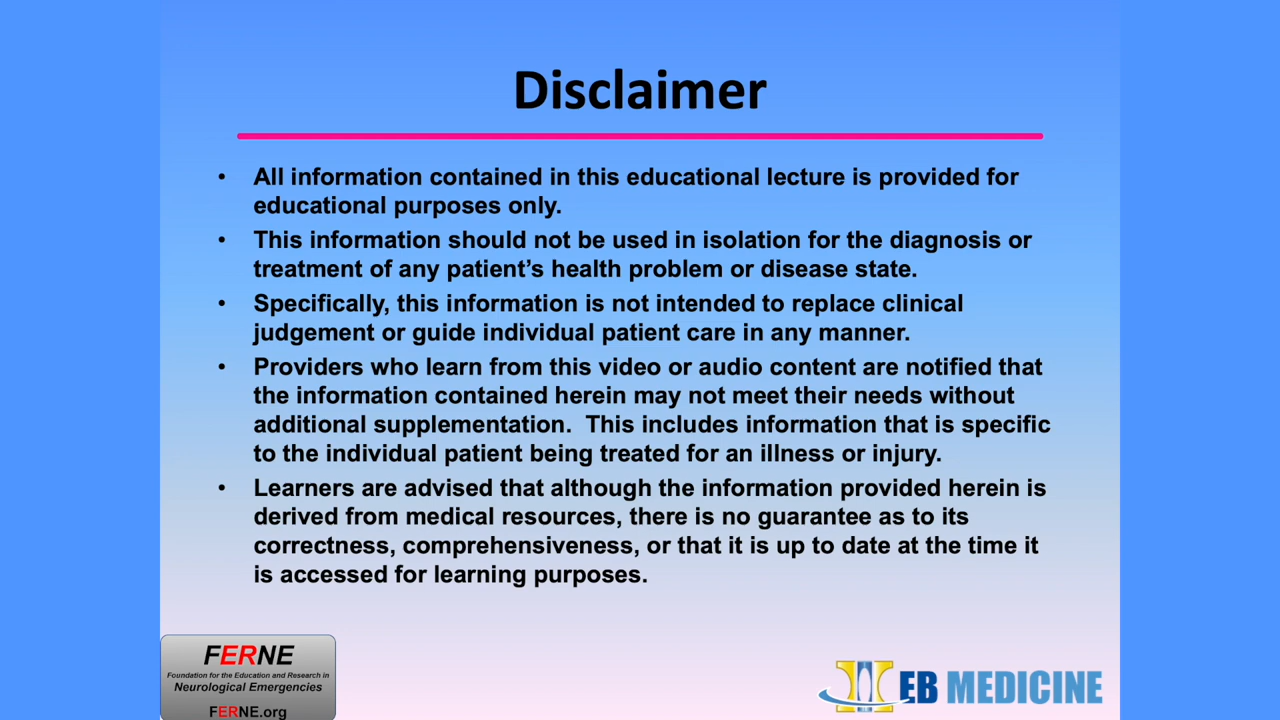 Disclaimer
• All information contained in this educational lecture is provided for
educational purposes only.
• This information should not be used in isolation for the diagnosis or
treatment of any patient’s health problem or disease state.
• Specifically, this information is not intended to replace clinical
judgement or guide individual patient care in any manner.
• Providers who learn from this video or audio content are notified that
the information contained herein may not meet their needs without
additional supplementation.  This includes information that is specific
to the individual patient being treated for an illness or injury.
• Learners are advised that although the information provided herein is
derived from medical resources, there is no guarantee as to its
correctness, comprehensiveness, or that it is up to date at the time it
is accessed for learning purposes.
FERNE
Foundation for the Education and Research in
Neurological Emergencies
FERNE.org
EB MEDICINE